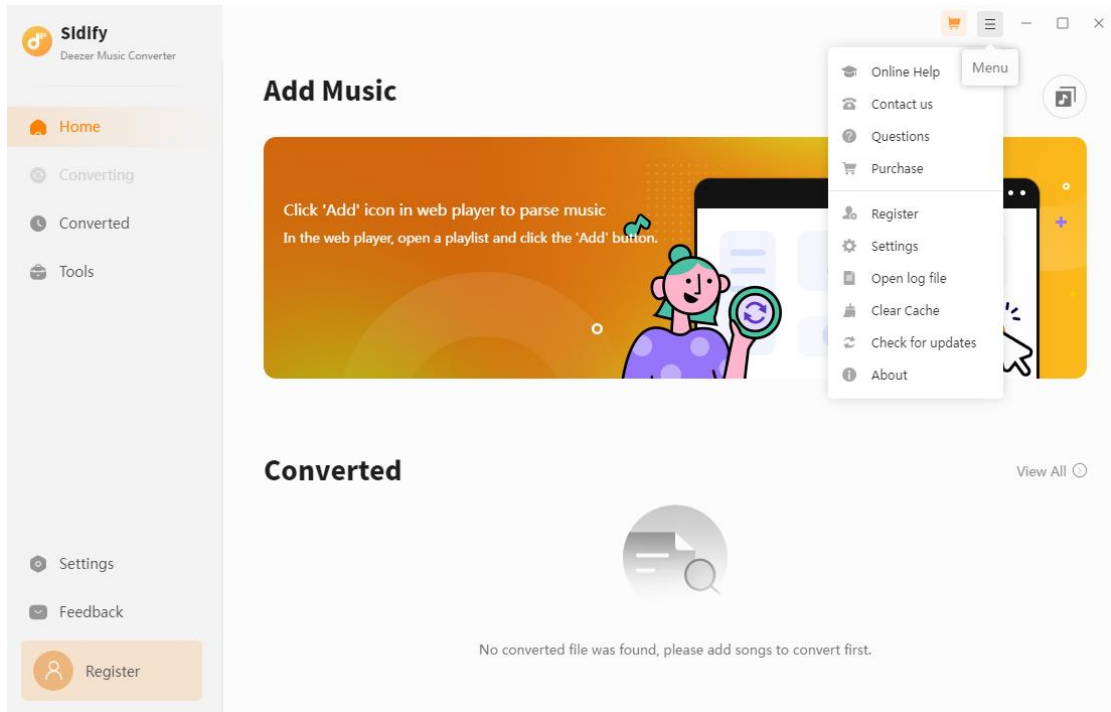 Sidify
Deezer Music Converter
Home
Converting
Converted
Tools
Settings
Feedback
Register
Add Music
Click 'Add' icon in web player to parse music
In the web player, open a playlist and click the 'Add' button.
Converted
View All
No converted file was found, please add songs to convert first.
Menu
Online Help
Contact us
Questions
Purchase
Register
Settings
Open log file
Clear Cache
Check for updates
About